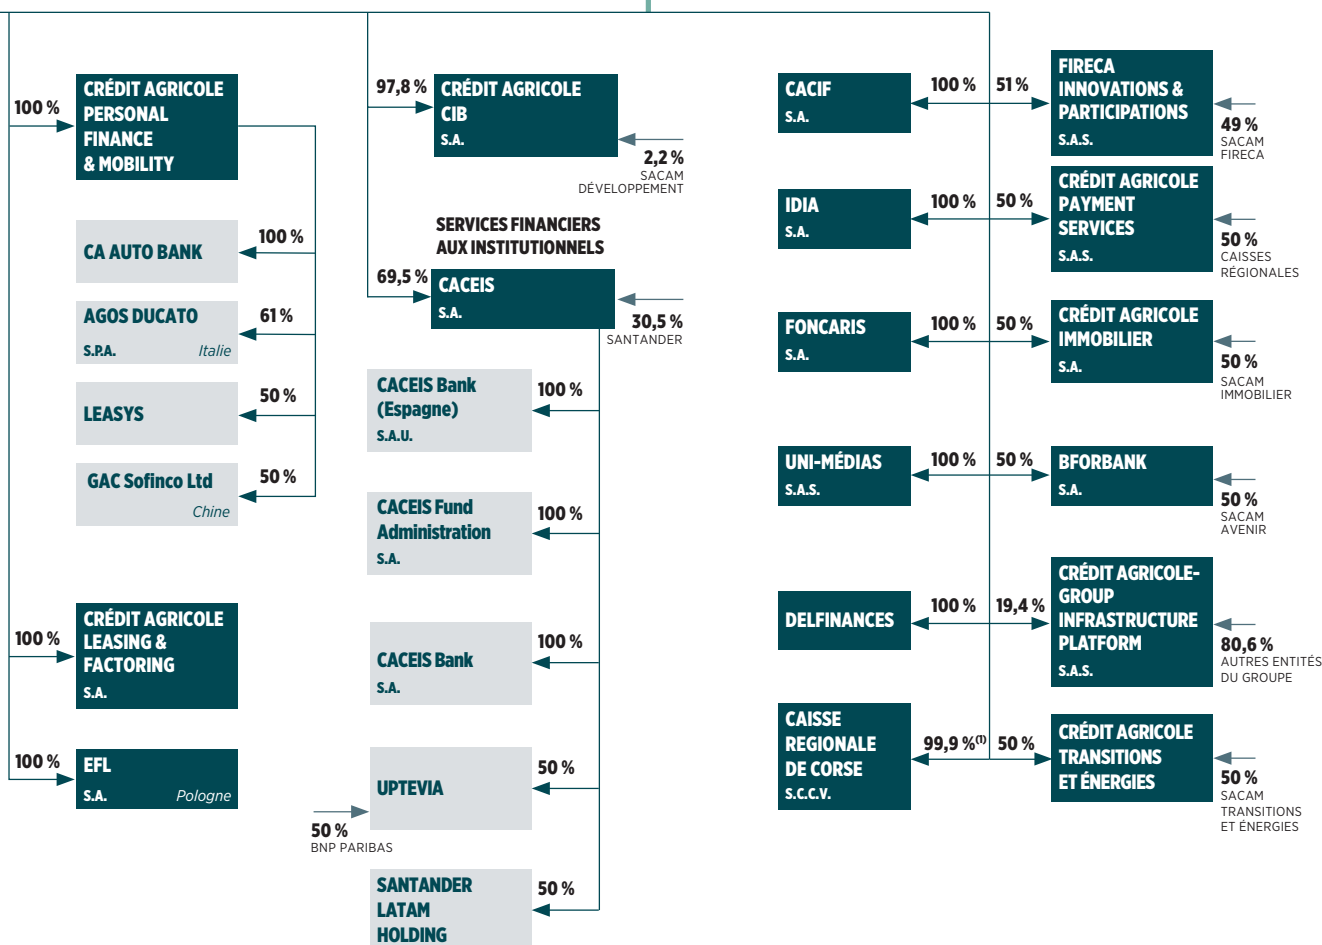 100 %
CRÉDIT AGRICOLE
PERSONAL
FINANCE
& MOBILITY
100 %
CA AUTO BANK
61 %
AGOS DUCATO
S.P.A. Italie
50 %
LEASYS
50 %
GAC Sofinco Ltd
Chine
100 %
CRÉDIT AGRICOLE
LEASING &
FACTORING
S.A.
100 %
EFL
S.A. Pologne
97,8 %
CRÉDIT AGRICOLE
CIB
S.A.
2,2 %
SACAM
DÉVELOPPEMENT
SERVICES FINANCIERS
AUX INSTITUTIONNELS
69,5 %
CACEIS
S.A.
30,5 %
SANTANDER
CACEIS Bank
(Espagne)
S.A.U.
100 %
CACEIS Fund
Administration
S.A.
100 %
CACEIS Bank
S.A.
100 %
UPTEVIA
50 %
50 %
BNP PARIBAS
SANTANDER
LATAM
HOLDING
50 %
CACIF
S.A.
100 %
51 %
FIRECA
INNOVATIONS &
PARTICIPATIONS
S.A.S.
49 %
SACAM
FIRECA
IDIA
S.A.
100 %
50 %
CRÉDIT AGRICOLE
PAYMENT
SERVICES
S.A.S.
50 %
CAISSES
RÉGIONALES
FONCARIS
S.A.
100 %
50 %
CRÉDIT AGRICOLE
IMMOBILIER
S.A.
50 %
SACAM
IMMOBILIER
UNI-MÉDIAS
S.A.S.
100 %
50 %
BFORBANK
S.A.
50 %
SACAM
AVENIR
DELFINANCES
100 %
19,4 %
CRÉDIT AGRICOLE-
GROUP
INFRASTRUCTURE
PLATFORM
S.A.S.
80,6 %
AUTRES ENTITÉS
DU GROUPE
CAISSE
REGIONALE
DE CORSE
S.C.C.V.
99,9 %(1)
50 %
CRÉDIT AGRICOLE
TRANSITIONS
ET ÉNERGIES
50 %
SACAM
TRANSITIONS
ET ÉNERGIES